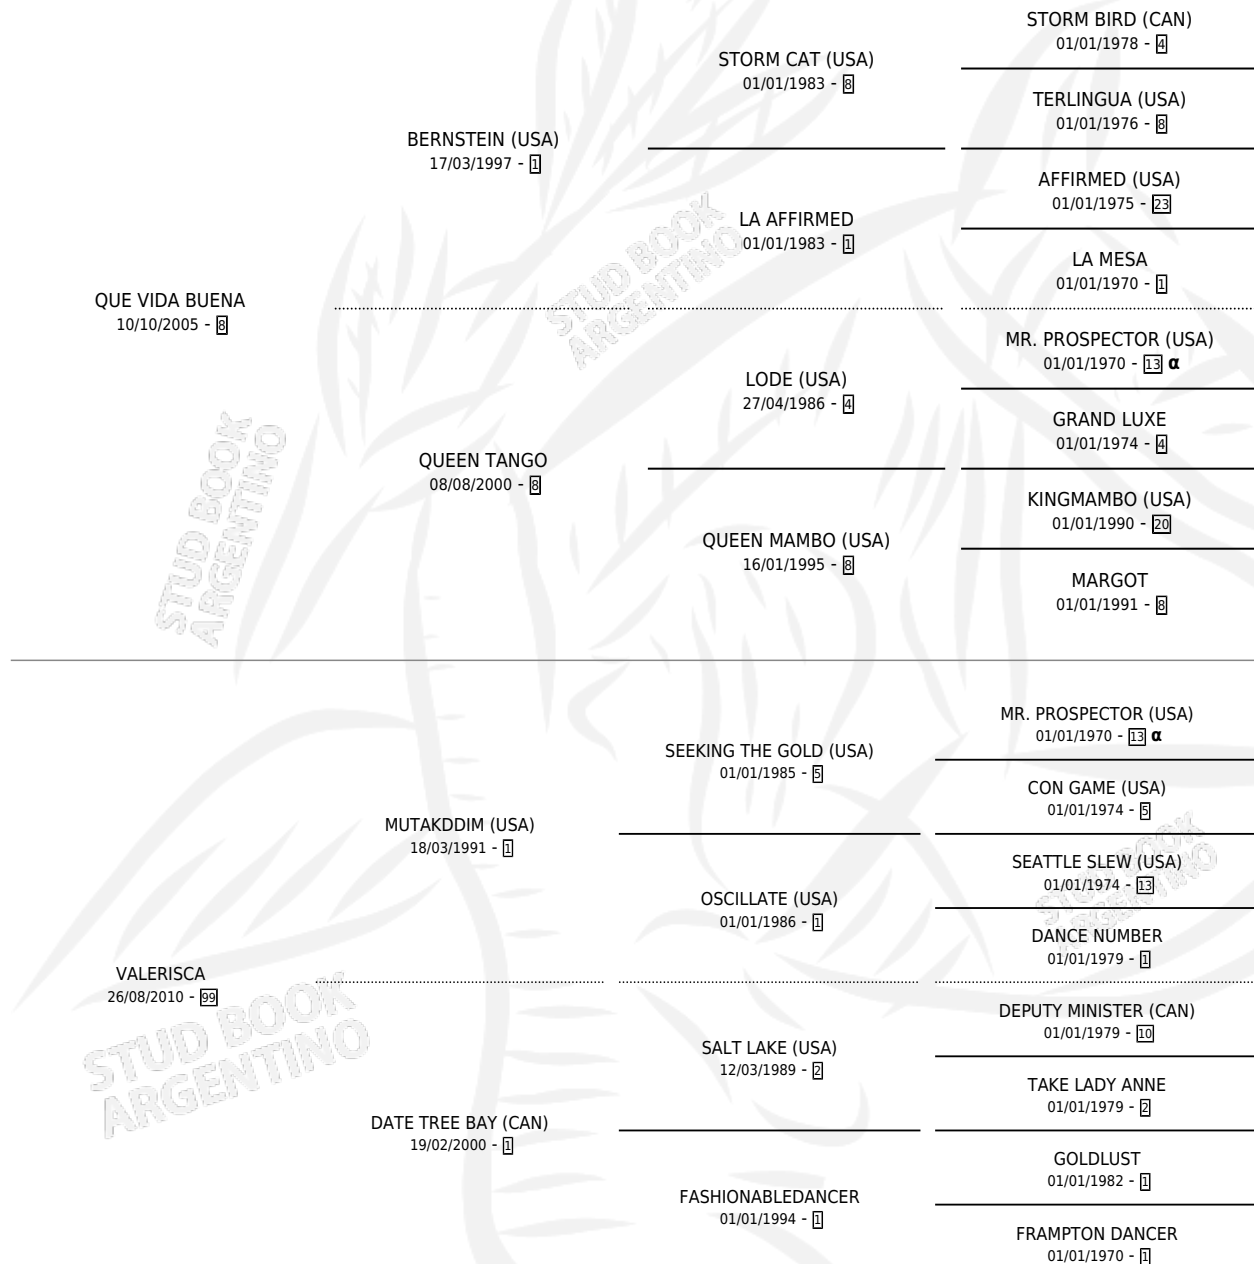 STORM BIRD (CAN)
01/01/1978 - 4
STORM CAT (USA)
01/01/1983 - 8
TERLINGUA (USA)
01/01/1976 - 8
BERNSTEIN (USA)
17/03/1997 - 1
AFFIRMED (USA)
01/01/1975 - 23
LA AFFIRMED
01/01/1983 - 1
LA MESA
01/01/1970 - 1
QUE VIDA BUENA
10/10/2005 - 8
MR. PROSPECTOR (USA)
01/01/1970 - 13 α
LODE (USA)
27/04/1986 - 4
GRAND LUXE
01/01/1974 - 4
QUEEN TANGO
08/08/2000 - 8
KINGMAMBO (USA)
01/01/1990 - 20
QUEEN MAMBO (USA)
16/01/1995 - 8
MARGOT
01/01/1991 - 8
MR. PROSPECTOR (USA)
01/01/1970 - 13 α
SEEKING THE GOLD (USA)
01/01/1985 - 5
CON GAME (USA)
01/01/1974 - 5
MUTAKDDIM (USA)
18/03/1991 - 1
SEATTLE SLEW (USA)
01/01/1974 - 13
OSCILLATE (USA)
01/01/1986 - 1
DANCE NUMBER
01/01/1979 - 1
VALERISCA
26/08/2010 - 99
DEPUTY MINISTER (CAN)
01/01/1979 - 10
SALT LAKE (USA)
12/03/1989 - 2
TAKE LADY ANNE
01/01/1979 - 2
DATE TREE BAY (CAN)
19/02/2000 - 1
GOLDLUST
01/01/1982 - 1
FASHIONABLEDANCER
01/01/1994 - 1
FRAMPTON DANCER
01/01/1970 - 1
STUD BOOK
ARGENTINO
STUD BOOK
ARGENTINO
STUD BOOK
ARGENTINO
STUD BOOK
ARGENTINO